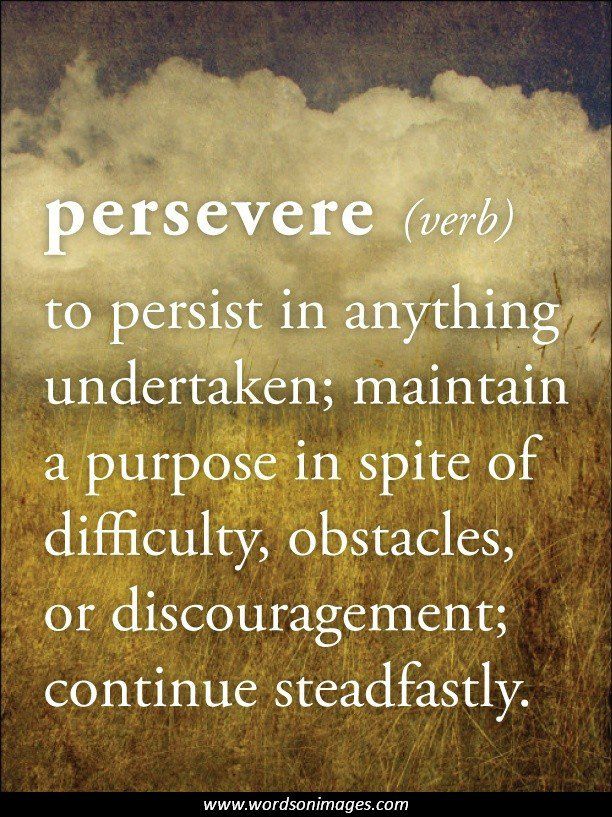 persevere (verb)
to persist in anything
undertaken; maintain
a purpose in spite of
difficulty, obstacles,
or discouragement;
continue steadfastly.
www.wordsonimages.com